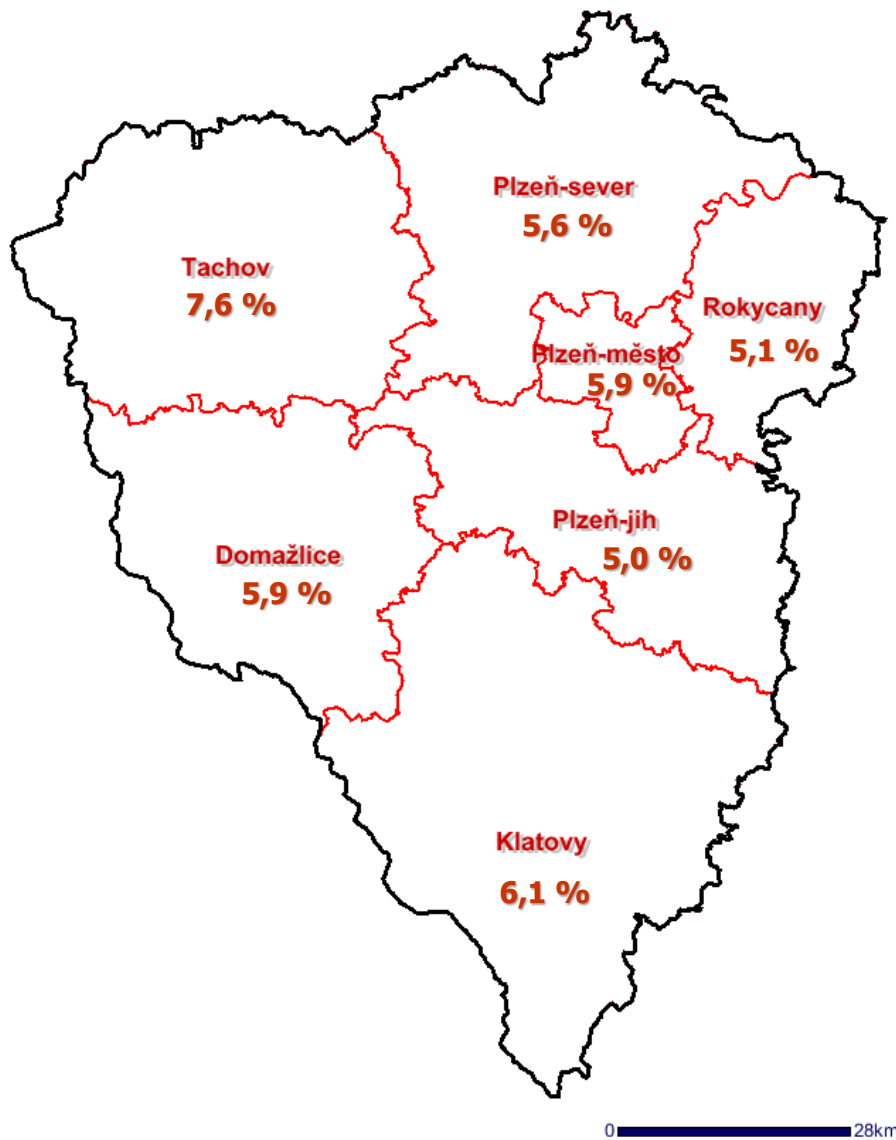 Plzeň-sever
5,6 %
Tachov
7,6 %
Rokycany
5,1 %
Plzeň-město
5,9 %
Plzeň-jih
5,0 %
Domažlice
5,9 %
Klatovy
6,1 %
0 28km